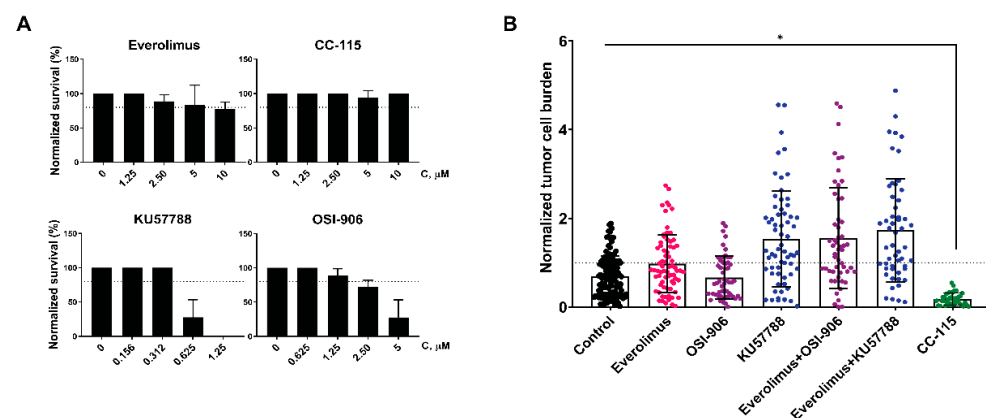 A
Everolimus
CC-115
Normalized survival (%)
150
100
50
0
0
1.25
2.50
5
10
150
100
50
0
0
1.25
2.50
5
10
C, μM
KU57788
OSI-906
Normalized survival (%)
150
100
50
0
0
0.156
0.312
0.625
1.25
150
100
50
0
0
0.625
1.25
2.50
5
C, μM
B
*
Normalized tumor cell burden
6
4
2
0
Control
Everolimus
OSI-906
KU57788
Everolimus+OSI-906
Everolimus+KU57788
CC-115